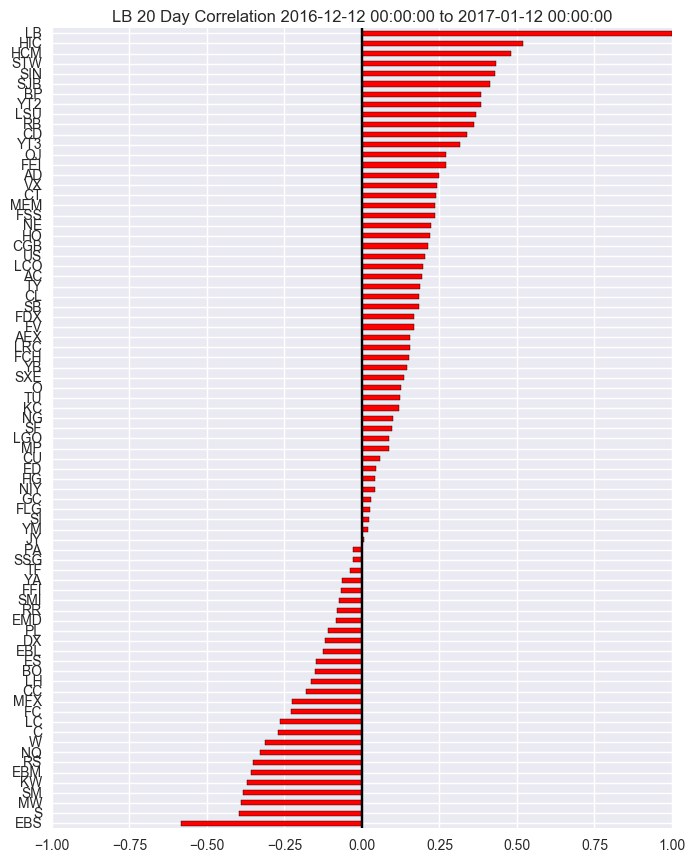 LB 20 Day Correlation 2016-12-12 00:00:00 to 2017-01-12 00:00:00
LB
HIC
HCM
STW
SIN
SJB
BP
YT2
LSU
RB
CD
YT3
OJ
FEI
AD
VX
CT
MEM
FSS
NE
HO
CGB
US
LCO
AC
TY
CL
SB
FDX
FV
AEX
LRC
FCH
YB
SXE
O
TU
KC
NG
SF
LGO
MP
CU
ED
HG
NIY
GC
FLG
SI
YM
JY
PA
SSG
TF
YA
FFI
SMI
RR
EMD
PL
DX
EBL
ES
BO
LH
CC
MFX
FC
LC
C
W
NQ
RS
EBM
KW
SM
MW
S
EBS
−1.00 −0.75 −0.50 −0.25 0.00 0.25 0.50 0.75 1.00